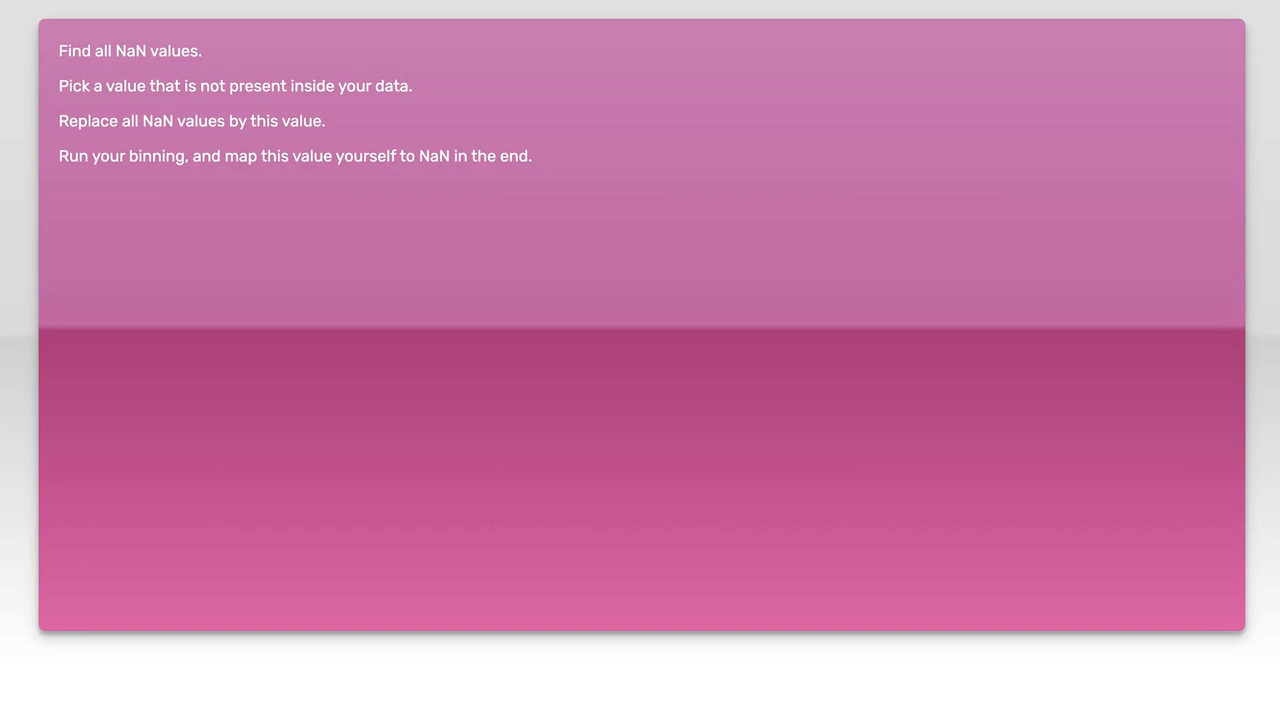 Find all NaN values.
Pick a value that is not present inside your data.
Replace all NaN values by this value.
Run your binning, and map this value yourself to NaN in the end.